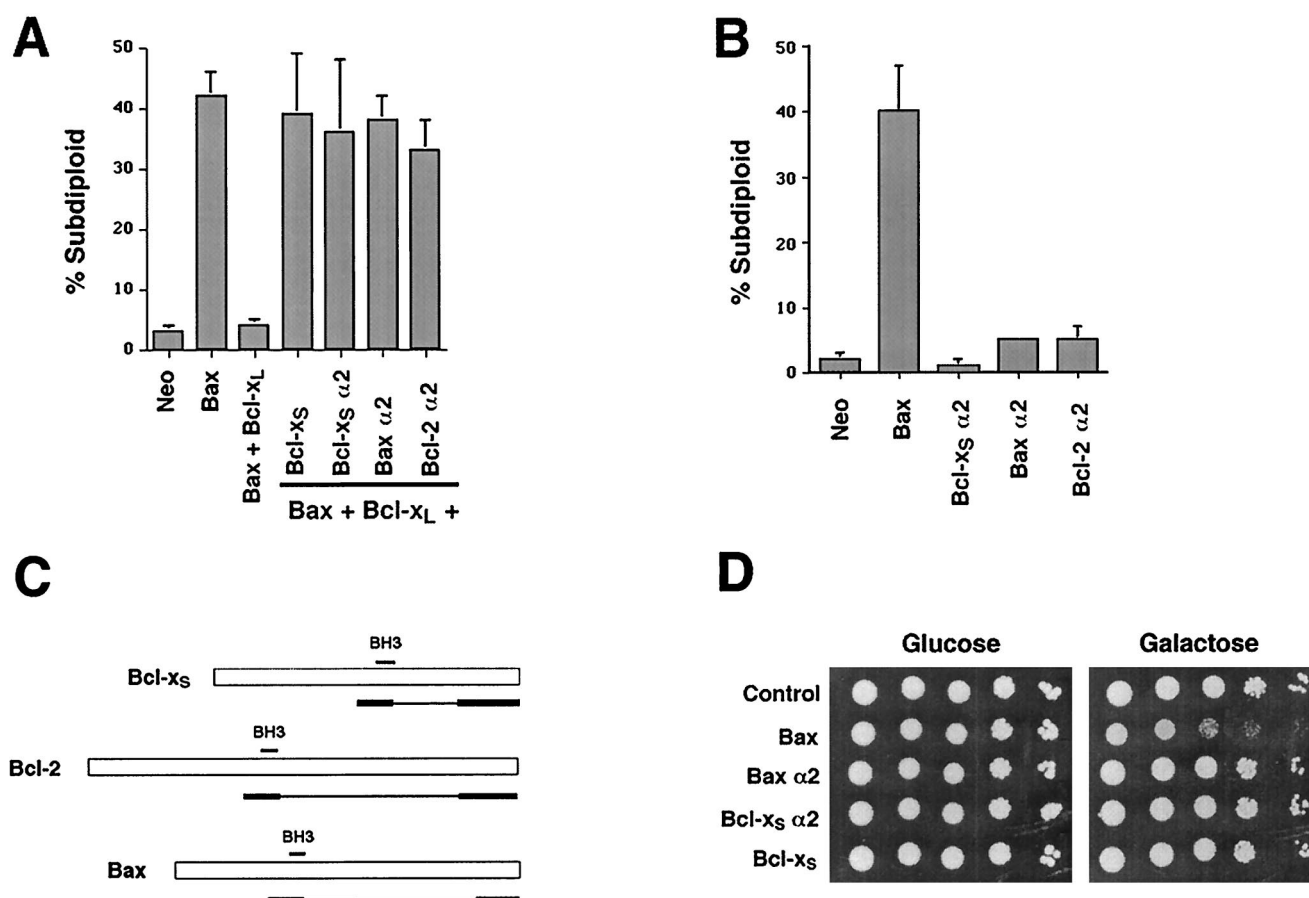 A
% Subdiploid
50
40
30
20
10
0
Neo
Bax
Bax + Bcl-xL
Bcl-xS
Bcl-xS α2
Bax α2
Bcl-2 α2
Bax + Bcl-xL +
B
% Subdiploid
50
40
30
20
10
0
Neo
Bax
Bcl-xS α2
Bax α2
Bcl-2 α2
C
BH3
Bcl-xS
BH3
Bcl-2
BH3
Bax
D
Glucose
Galactose
Control
Bax
Bax α2
Bcl-xS α2
Bcl-xS